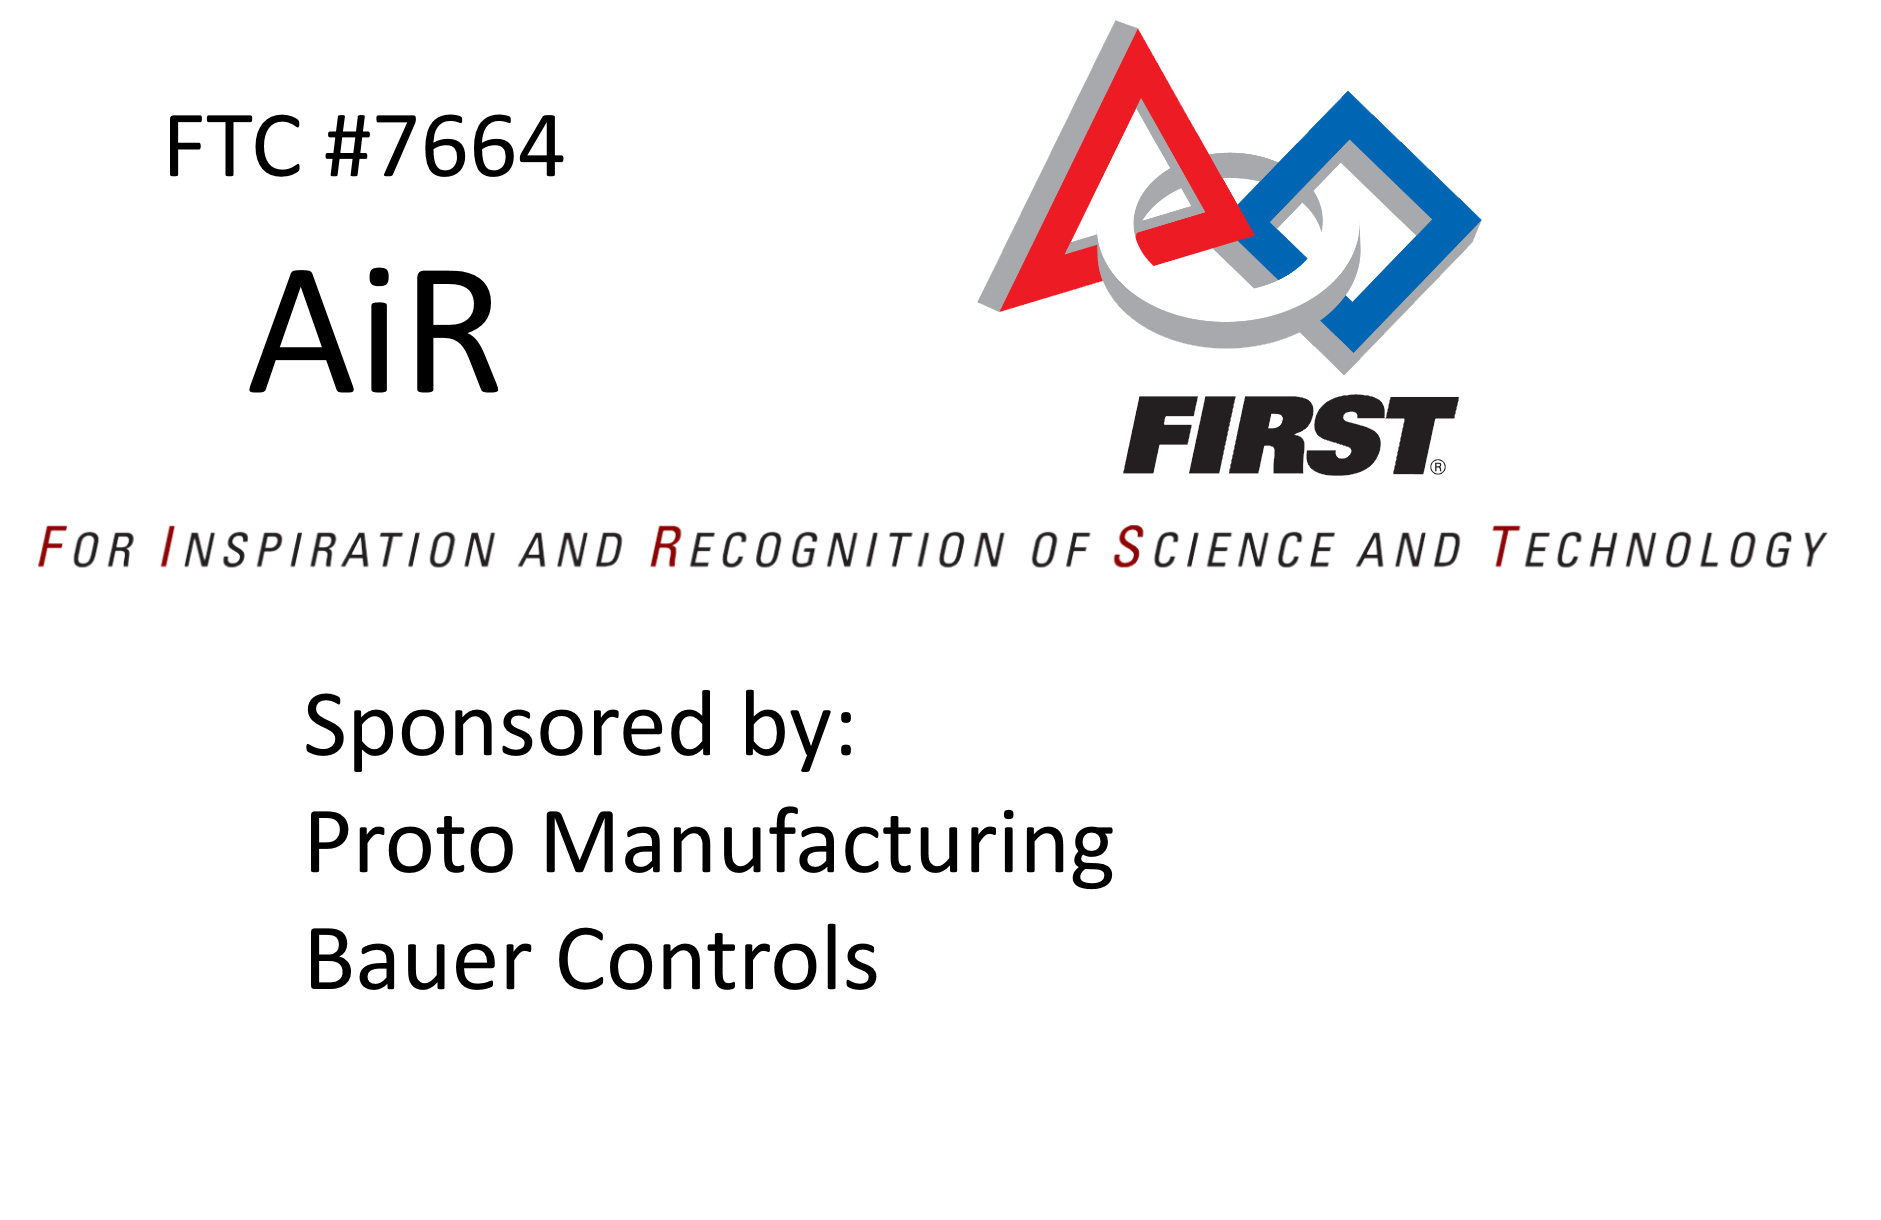 FTC #7664
AiR
FIRST®
FOR INSPIRATION AND RECOGNITION OF SCIENCE AND TECHNOLOGY
Sponsored by:
Proto Manufacturing
Bauer Controls